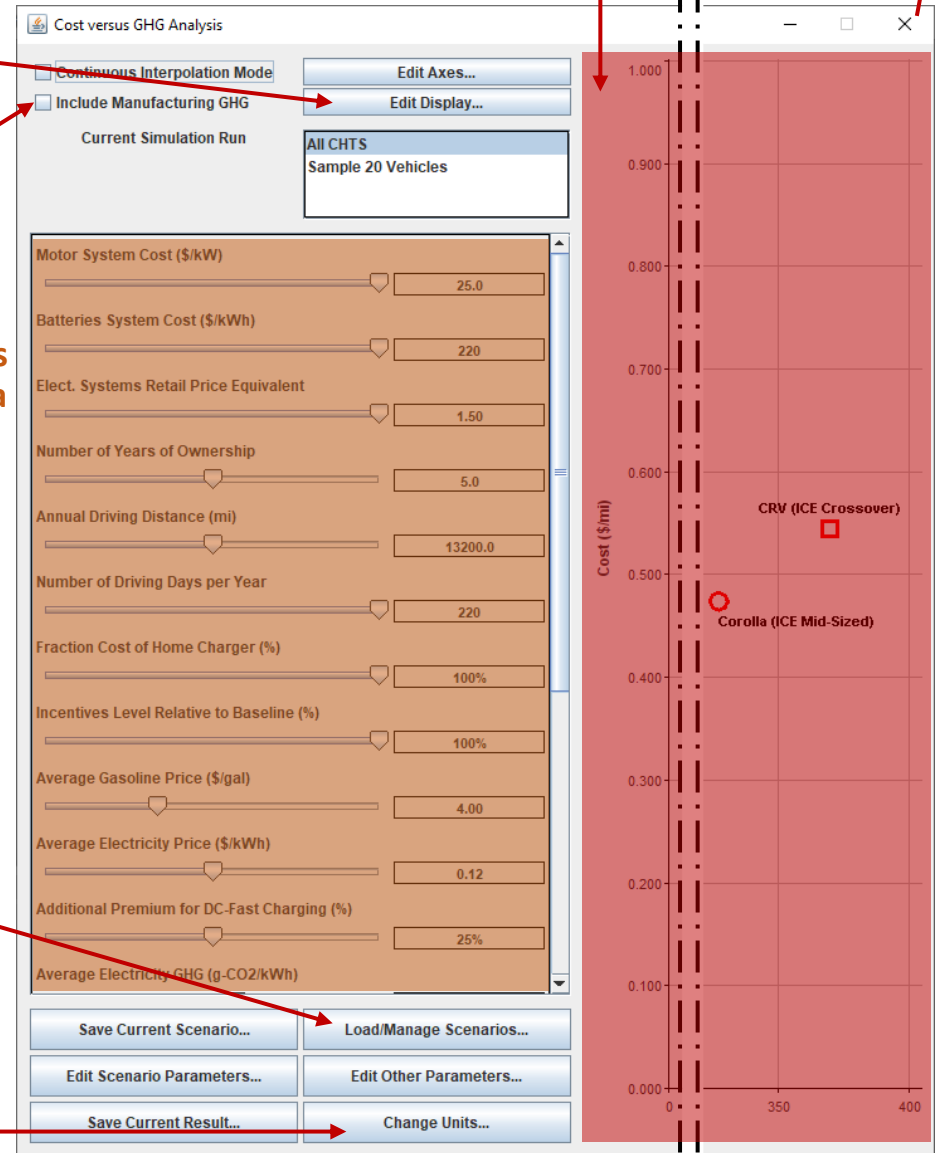 Cost versus GHG Analysis
Continuous Interpolation Mode
Edit Axes...
Include Manufacturing GHG
Edit Display...
Current Simulation Run
All CHTS
Sample 20 Vehicles
Motor System Cost ($/kW)
25.0
Batteries System Cost ($/kWh)
220
Elect. Systems Retail Price Equivalent
1.50
Number of Years of Ownership
5.0
Annual Driving Distance (mi)
13200.0
Number of Driving Days per Year
220
Fraction Cost of Home Charger (%)
100%
Incentives Level Relative to Baseline (%)
100%
Average Gasoline Price ($/gal)
4.00
Average Electricity Price ($/kWh)
0.12
Additional Premium for DC-Fast Charging (%)
25%
Average Electricity GHG (g-CO2/kWh)
Save Current Scenario...
Load/Manage Scenarios...
Edit Scenario Parameters...
Edit Other Parameters...
Save Current Result...
Change Units...
s
a
1.000
0.900
0.800
0.700
0.600
0.500
0.400
0.300
0.200
0.100
0.000
Cost ($/mi)
CRV (ICE Crossover)
Corolla (ICE Mid-Sized)
0
350
400